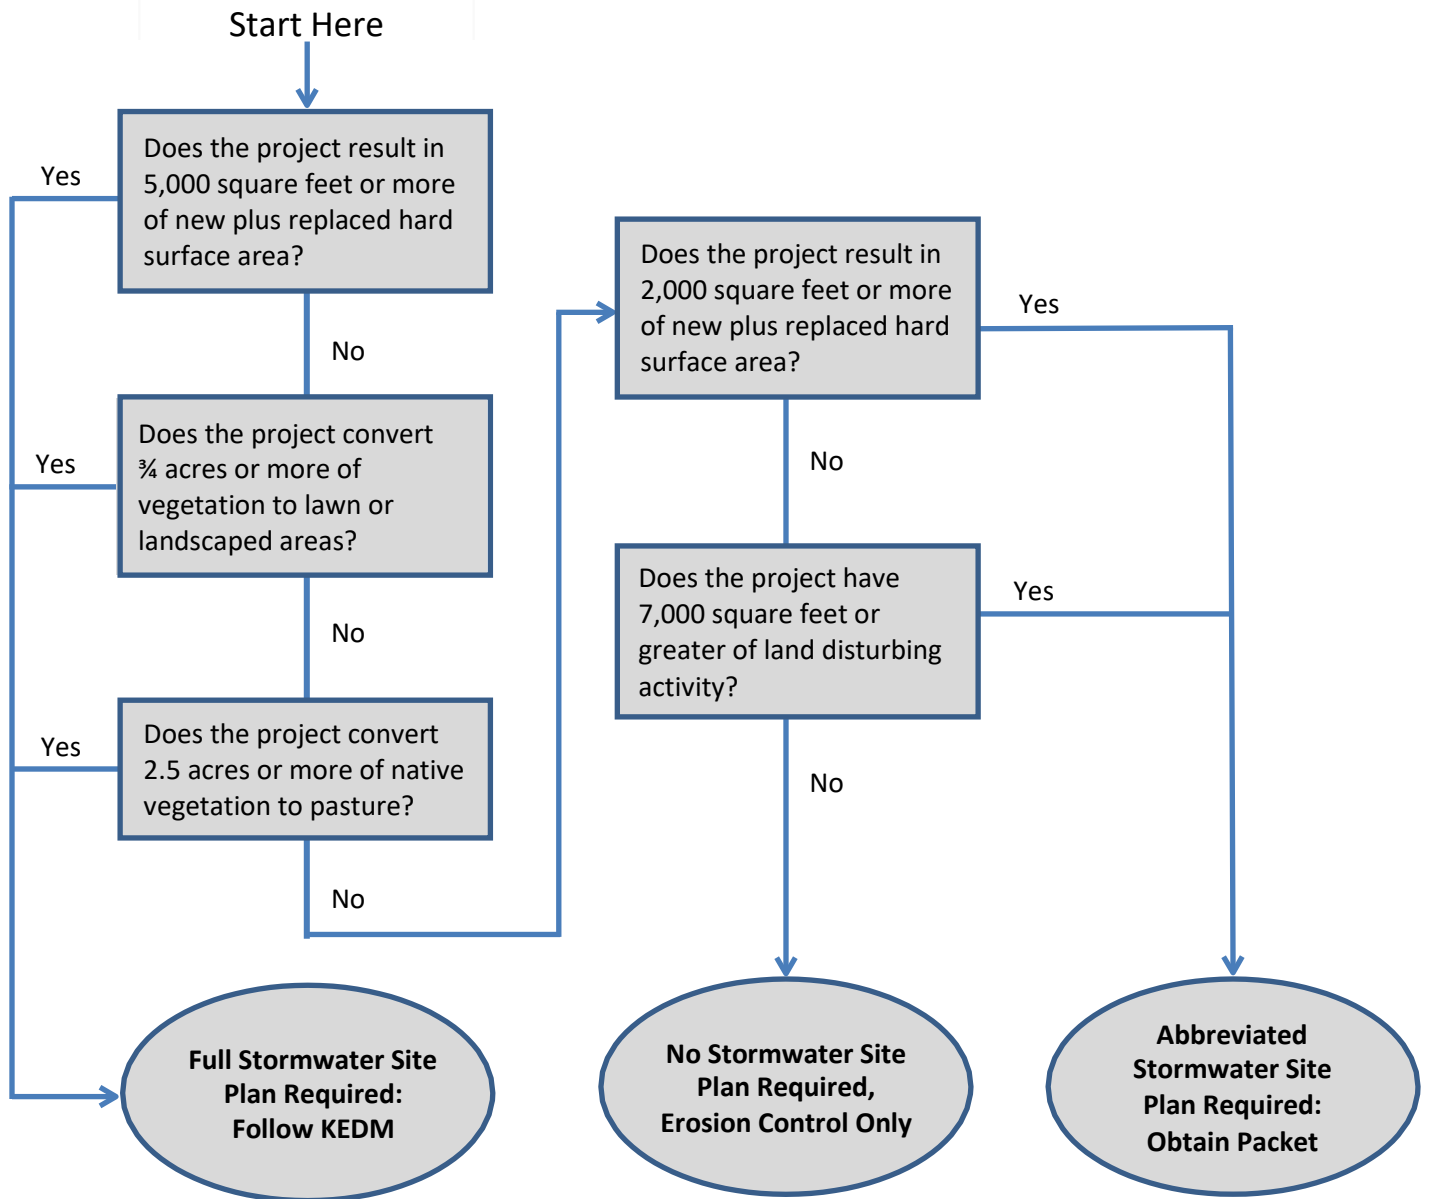 Start Here
Does the project result in
5,000 square feet or more
of new plus replaced hard
surface area?
Yes
No
Does the project convert
¾ acres or more of
vegetation to lawn or
landscaped areas?
Yes
No
Does the project convert
2.5 acres or more of native
vegetation to pasture?
Yes
No
Does the project result in
2,000 square feet or more
of new plus replaced hard
surface area?
Yes
No
Does the project have
7,000 square feet or
greater of land disturbing
activity?
Yes
No
Full Stormwater Site
Plan Required:
Follow KEDM
No Stormwater Site
Plan Required,
Erosion Control Only
Abbreviated
Stormwater Site
Plan Required:
Obtain Packet